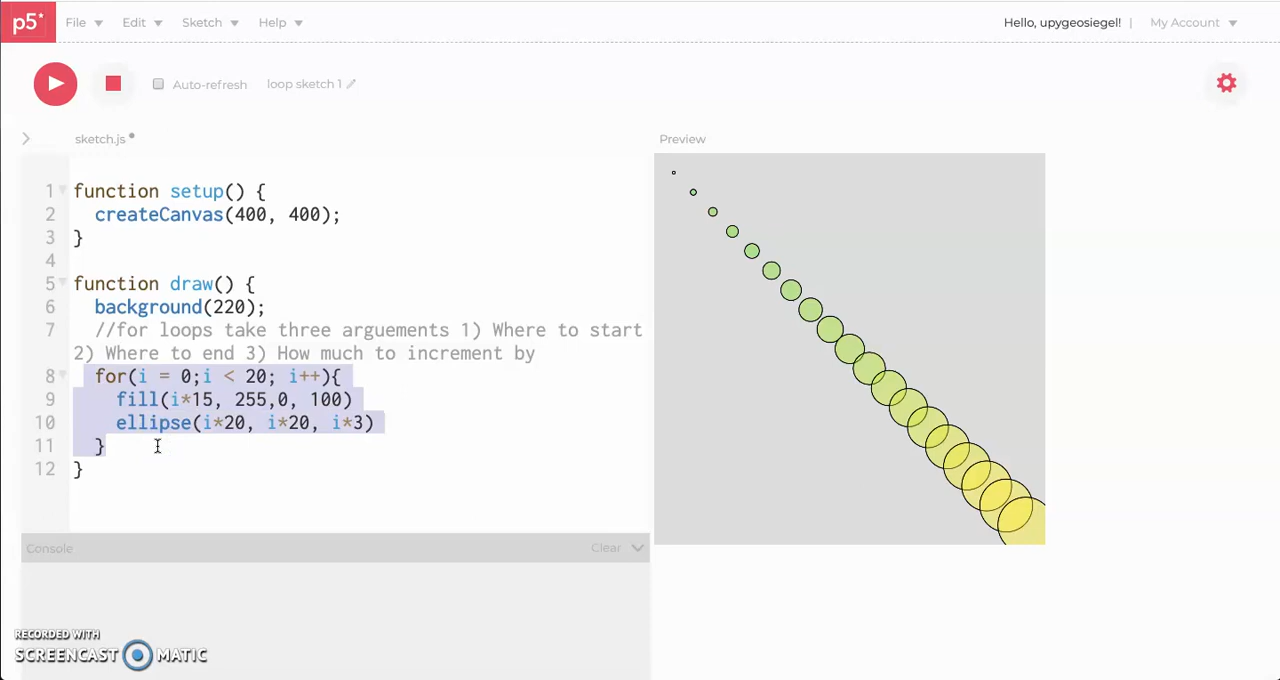 p5* File Edit Sketch Help Hello, upygeosiegel! | My Account
Auto-refresh loop sketch 1
sketch.js Preview
1 function setup() {
2 createCanvas(400, 400);
3 }
4
5 function draw() {
6 background(220);
7 //for loops take three arguements 1) Where to start
2) Where to end 3) How much to increment by
8 for(i = 0;i < 20; i++){
9 fill(i*15, 255,0, 100)
10 ellipse(i*20, i*20, i*3)
11 }
12 }
Console Clear
RECORDED WITH
SCREENCAST MATIC